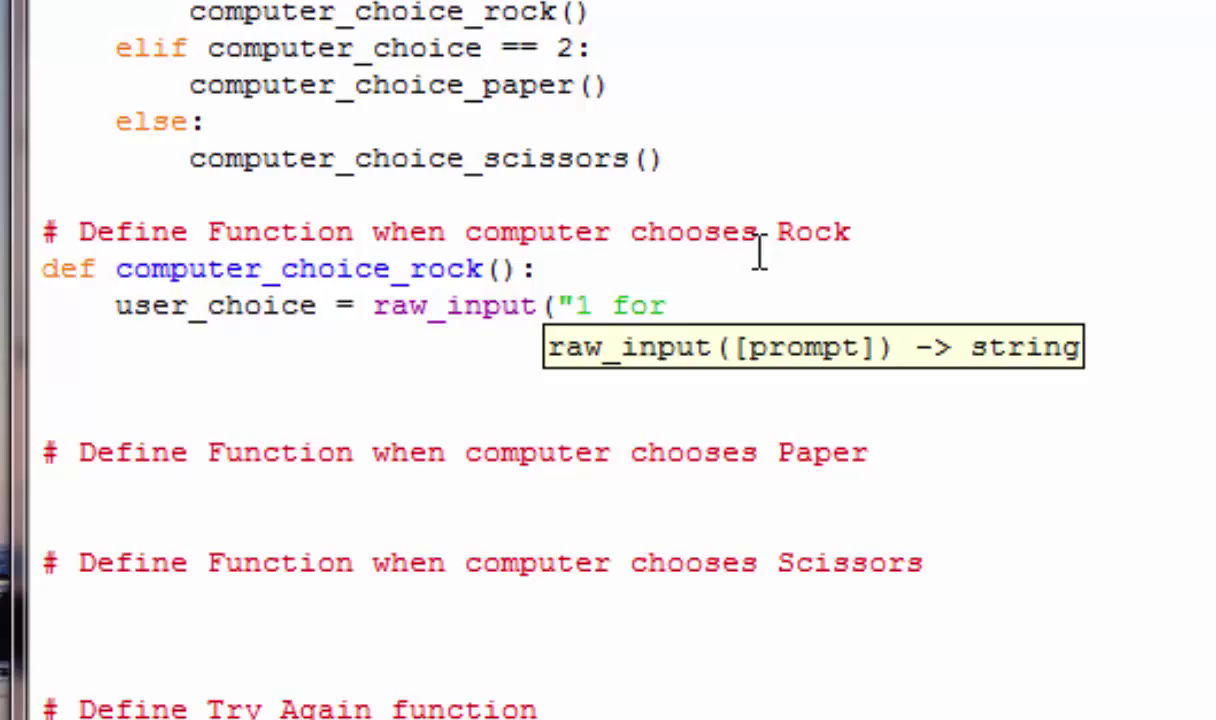 computer_choice_rock()
elif computer_choice == 2:
computer_choice_paper()
else:
computer_choice_scissors()
# Define Function when computer chooses Rock
def computer_choice_rock():
user_choice = raw_input("1 for
raw_input([prompt]) -> string
# Define Function when computer chooses Paper
# Define Function when computer chooses Scissors
# Define Try Again function